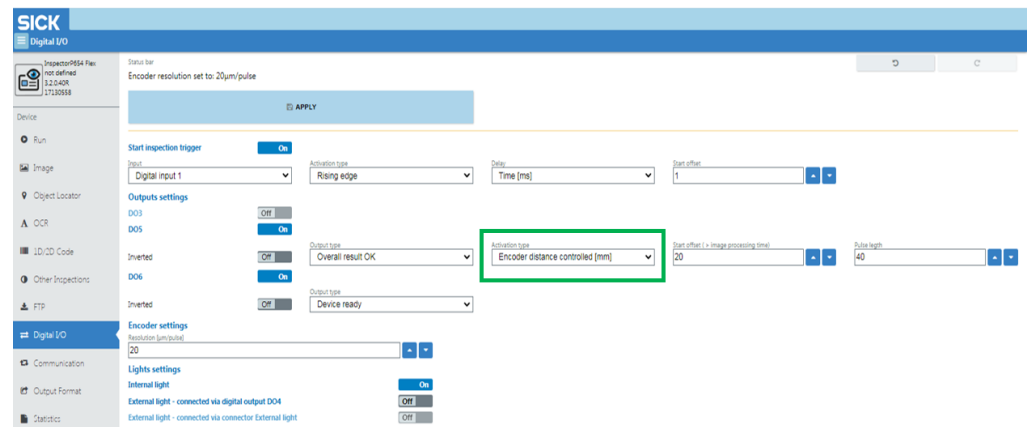 SICK
Digital I/O
InspectorP654 Flex
not defined
3.2.0.40R
17130558
Device
Run
Image
Object Locator
OCR
1D/2D Code
Other Inspections
FTP
Digital I/O
Communication
Output Format
Statistics
Status bar
Encoder resolution set to: 20µm/pulse
APPLY
Start inspection trigger On
Input Activation type Delay Start offset
Digital input 1 Rising edge Time [ms] 1
Outputs settings
DO3 Off
DO5 On
Output type Activation type Start offset ( + image processing time) Pulse legth
Inverted Off Overall result OK Encoder distance controlled [mm] 20 40
DO6 On
Output type
Inverted Off Device ready
Encoder settings
Resolution [µm/pulse]
20
Lights settings
Internal light On
External light - connected via digital output DO4 Off
External light - connected via connector External light Off